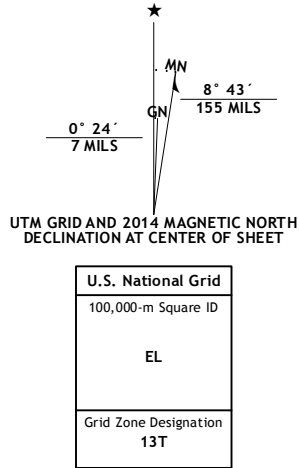 ★
MN
8° 43´
155 MILS
GN
0° 24´
7 MILS
UTM GRID AND 2014 MAGNETIC NORTH
DECLINATION AT CENTER OF SHEET
U.S. National Grid
100,000-m Square ID
EL
Grid Zone Designation
13T